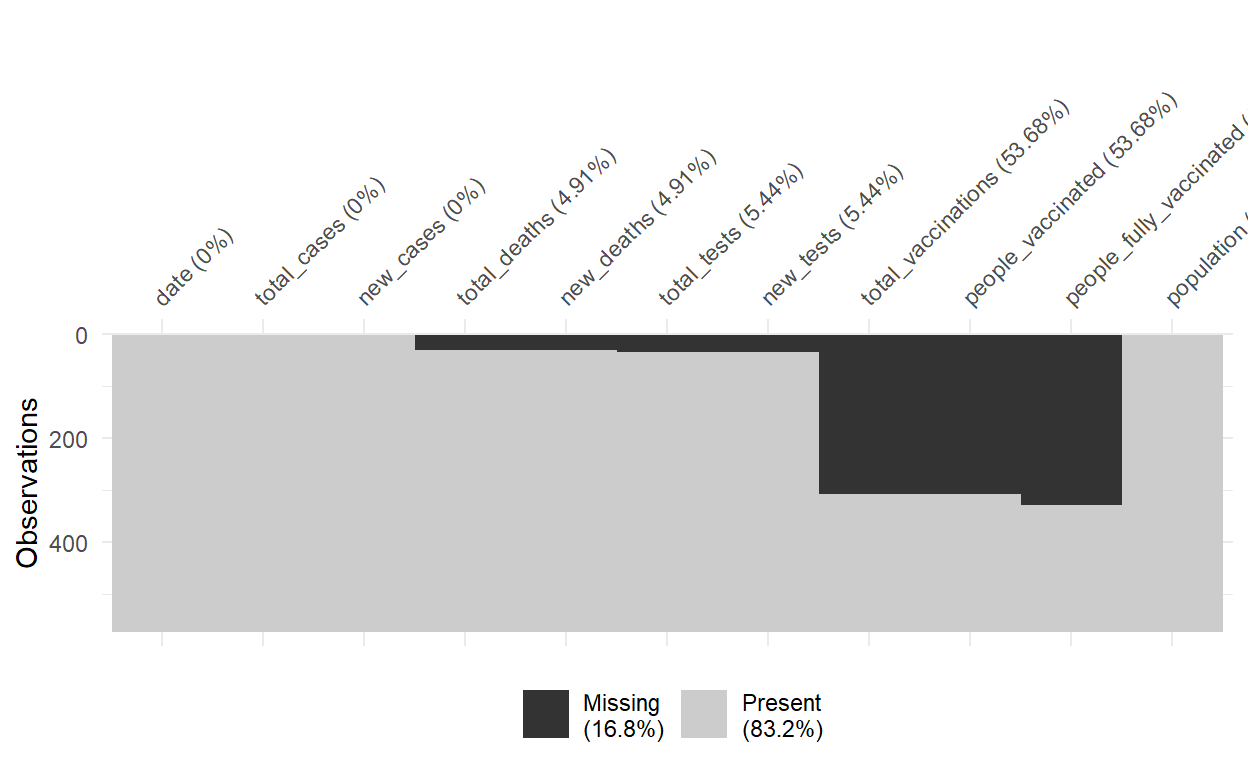 date (0%)
total_cases (0%)
new_cases (0%)
total_deaths (4.91%)
new_deaths (4.91%)
total_tests (5.44%)
new_tests (5.44%)
total_vaccinations (53.68%)
people_vaccinated (53.68%)
people_fully_vaccinated (
population (
0
200
400
Observations
Missing
(16.8%)
Present
(83.2%)